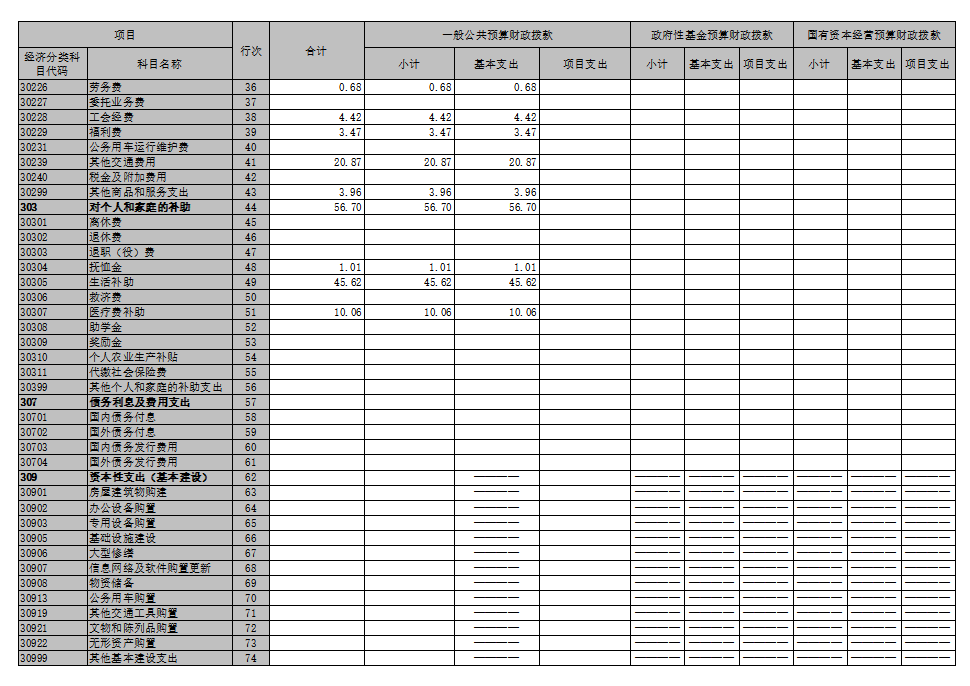 项目 行次 合计 一般公共预算财政拨款 政府性基金预算财政拨款 国有资本经营预算财政拨款
经济分类科目代码 科目名称 小计 基本支出 项目支出 小计 基本支出 项目支出 小计 基本支出 项目支出
30226 劳务费 36 0.68 0.68 0.68
30227 委托业务费 37
30228 工会经费 38 4.42 4.42 4.42
30229 福利费 39 3.47 3.47 3.47
30231 公务用车运行维护费 40
30239 其他交通费用 41 20.87 20.87 20.87
30240 税金及附加费用 42
30299 其他商品和服务支出 43 3.96 3.96 3.96
303 对个人和家庭的补助 44 56.70 56.70 56.70
30301 离休费 45
30302 退休费 46
30303 退职（役）费 47
30304 抚恤金 48 1.01 1.01 1.01
30305 生活补助 49 45.62 45.62 45.62
30306 救济费 50
30307 医疗费补助 51 10.06 10.06 10.06
30308 助学金 52
30309 奖励金 53
30310 个人农业生产补贴 54
30311 代缴社会保险费 55
30399 其他个人和家庭的补助支出 56
307 债务利息及费用支出 57
30701 国内债务付息 58
30702 国外债务付息 59
30703 国内债务发行费用 60
30704 国外债务发行费用 61
309 资本性支出（基本建设） 62 ———— ———— ———— ———— ———— ———— ————
30901 房屋建筑物购建 63 ———— ———— ———— ———— ———— ———— ————
30902 办公设备购置 64 ———— ———— ———— ———— ———— ———— ————
30903 专用设备购置 65 ———— ———— ———— ———— ———— ———— ————
30905 基础设施建设 66 ———— ———— ———— ———— ———— ———— ————
30906 大型修缮 67 ———— ———— ———— ———— ———— ———— ————
30907 信息网络及软件购置更新 68 ———— ———— ———— ———— ———— ———— ————
30908 物资储备 69 ———— ———— ———— ———— ———— ———— ————
30913 公务用车购置 70 ———— ———— ———— ———— ———— ———— ————
30919 其他交通工具购置 71 ———— ———— ———— ———— ———— ———— ————
30921 文物和陈列品购置 72 ———— ———— ———— ———— ———— ———— ————
30922 无形资产购置 73 ———— ———— ———— ———— ———— ———— ————
30999 其他基本建设支出 74 ———— ———— ———— ———— ———— ———— ————